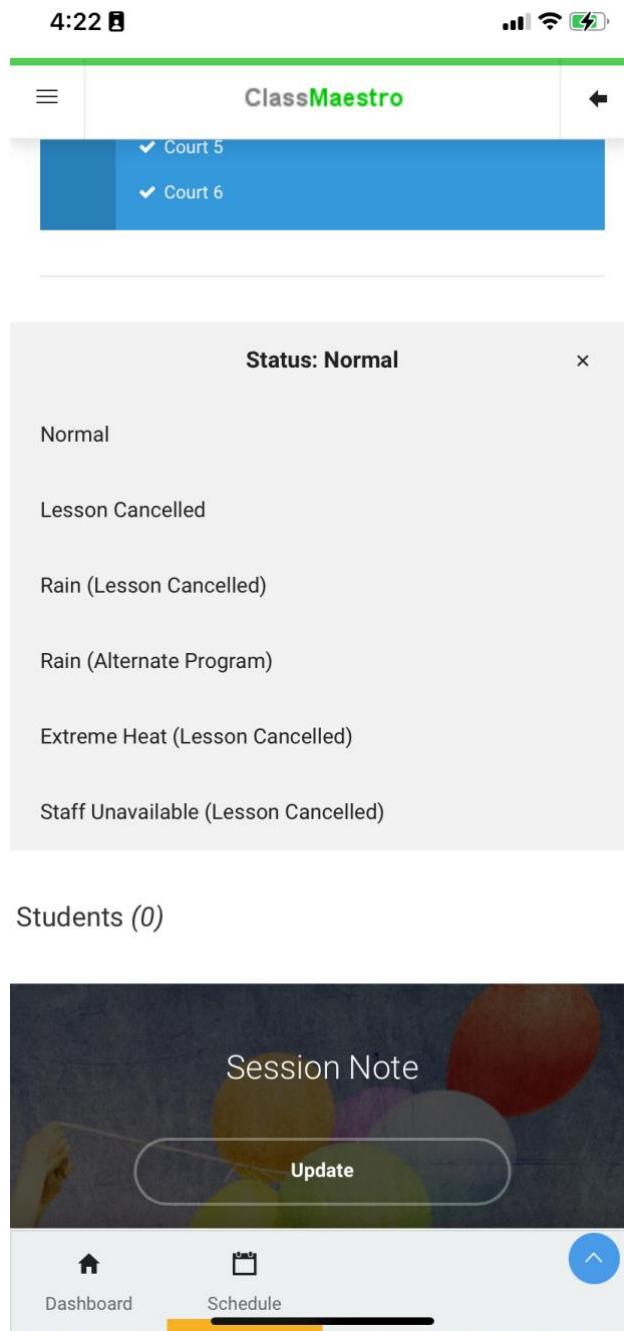 4:22
ClassMaestro
Court 5
Court 6
Status: Normal
Normal
Lesson Cancelled
Rain (Lesson Cancelled)
Rain (Alternate Program)
Extreme Heat (Lesson Cancelled)
Staff Unavailable (Lesson Cancelled)
Students (0)
Session Note
Update
Dashboard Schedule